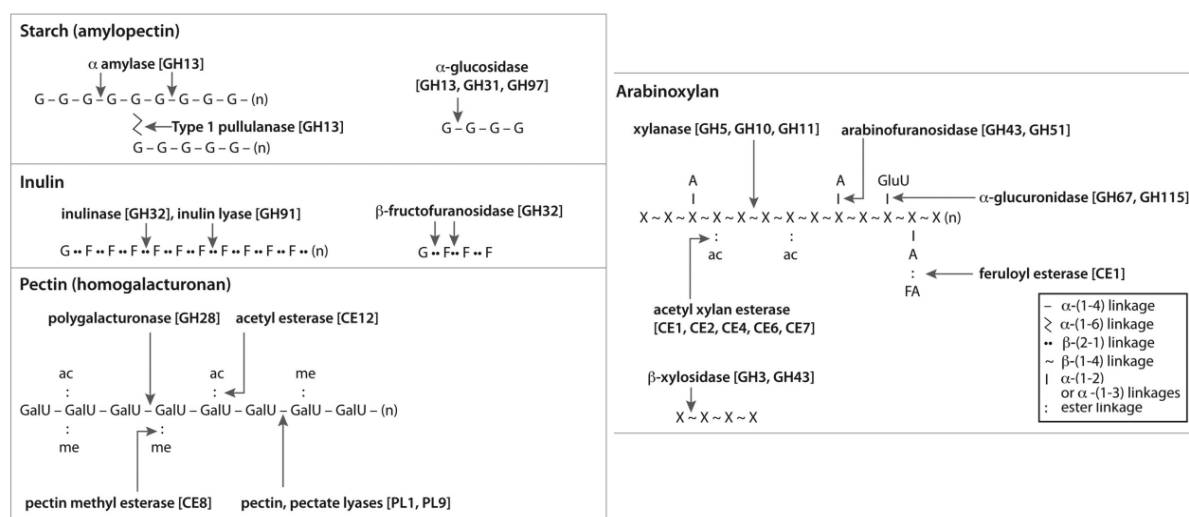 Starch (amylopectin)
α amylase [GH13]
G – G – G – G – G – G – G – G – G – (n)
Type 1 pullulanase [GH13]
G – G – G – G – G – (n)
α-glucosidase
[GH13, GH31, GH97]
G – G – G – G
Inulin
inulinase [GH32], inulin lyase [GH91]
G •• F •• F •• F •• F •• F •• F •• F •• F •• F •• (n)
β-fructofuranosidase [GH32]
G •• F •• F •• F
Pectin (homogalacturonan)
polygalacturonase [GH28]
acetyl esterase [CE12]
ac
ac
me
:
:
:
GalU – GalU – GalU – GalU – GalU – GalU – GalU – GalU – (n)
:
:
me
me
pectin methyl esterase [CE8]
pectin, pectate lyases [PL1, PL9]
Arabinoxylan
xylanase [GH5, GH10, GH11]
arabinofuranosidase [GH43, GH51]
A
A
GluU
α-glucuronidase [GH67, GH115]
X ~ X ~ X ~ X ~ X ~ X ~ X ~ X ~ X ~ X ~ X ~ X ~ X (n)
:
:
ac
ac
A
:
FA
feruloyl esterase [CE1]
acetyl xylan esterase
[CE1, CE2, CE4, CE6, CE7]
β-xylosidase [GH3, GH43]
X ~ X ~ X ~ X
– α-(1-4) linkage
α-(1-6) linkage
•• β-(2-1) linkage
~ β-(1-4) linkage
I α-(1-2)
or α -(1-3) linkages
: ester linkage